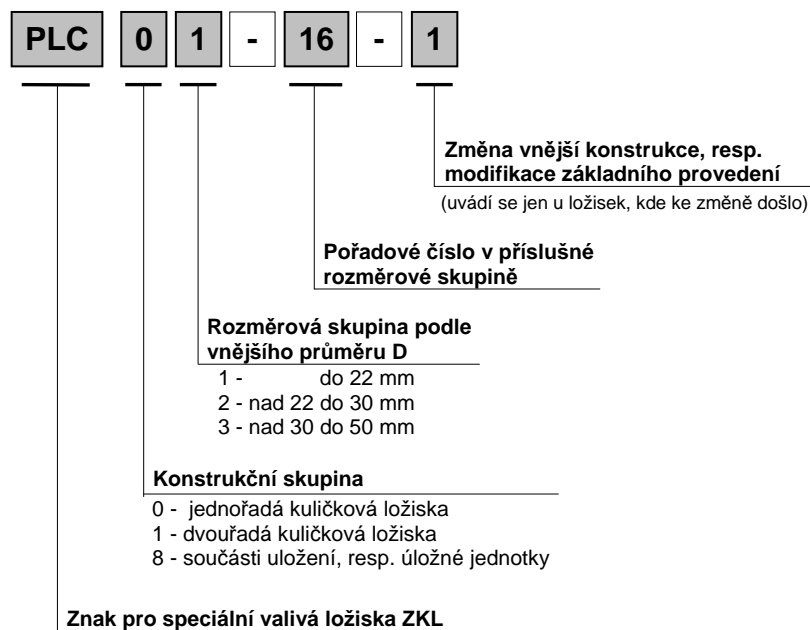 PLC 0 1 - 16 - 1
Změna vnější konstrukce, resp.
modifikace základního provedení
(uvádí se jen u ložisek, kde ke změně došlo)
Pořadové číslo v příslušné
rozměrové skupině
Rozměrová skupina podle
vnějšího průměru D
1 - do 22 mm
2 - nad 22 do 30 mm
3 - nad 30 do 50 mm
Konstrukční skupina
0 - jednořadá kuličková ložiska
1 - dvouřadá kuličková ložiska
8 - součásti uložení, resp. úložné jednotky
Znak pro speciální valivá ložiska ZKL